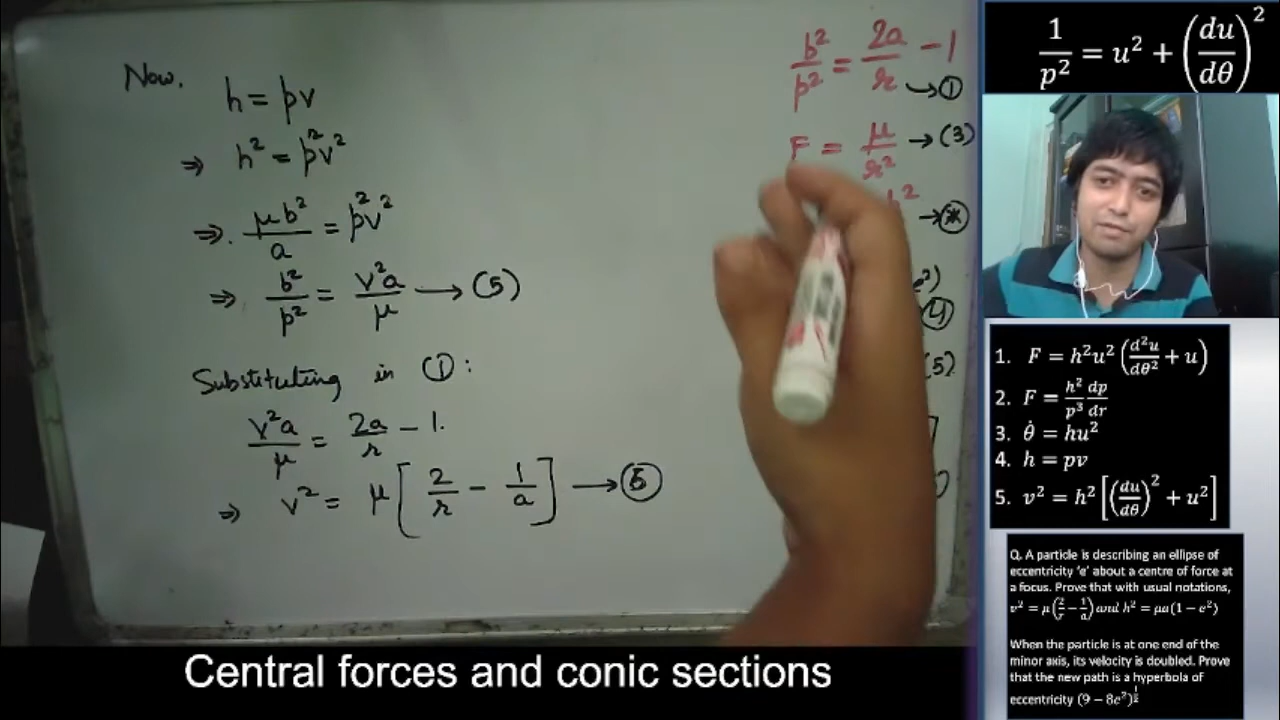 Now.
h = pv
⇒ h² = p²v²
⇒. μb²/a = p²v²
⇒ b²/p² = v²a/μ → (5)
Substituting in ①:
v²a/μ = 2a/r - 1.
⇒ v² = μ[2/r - 1/a] →
b²/p² = 2a/r - 1
→ ①
F = μ/r² → (3)
→ ⊛
²)
④
(5)
1/p² = u² + (du/dθ)²
1. F = h²u² (d²u/dθ² + u)
2. F = h²/p³ dp/dr
3. θ̇ = hu²
4. h = pv
5. v² = h² [(du/dθ)² + u²]
Q. A particle is describing an ellipse of
eccentricity 'e' about a centre of force at
a focus. Prove that with usual notations,
v² = μ(2/r - 1/a) and h² = μa(1 - e²)
When the particle is at one end of the
minor axis, its velocity is doubled. Prove
that the new path is a hyperbola of
eccentricity (9 - 8e²)^½
Central forces and conic sections